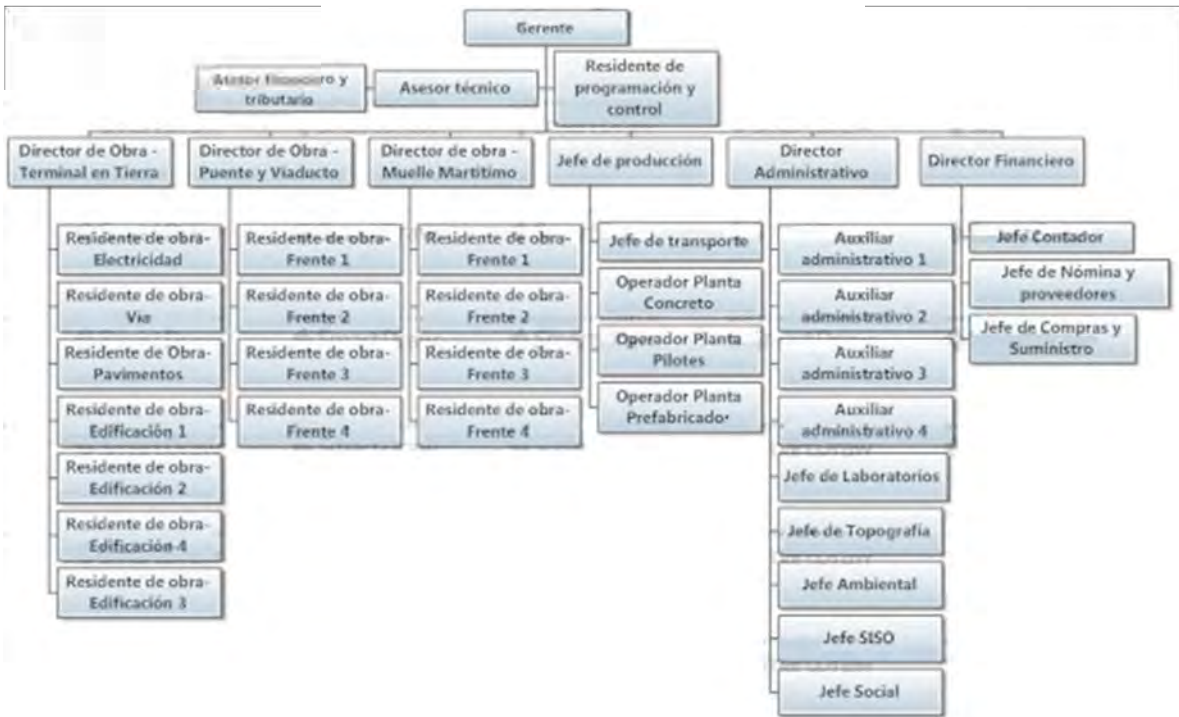 Gerente
Asesor financiero y
tributario
Asesor técnico
Residente de
programación y
control
Director de Obra -
Terminal en Tierra
Director de Obra -
Puente y Viaducto
Director de obra -
Muelle Martítimo
Jefe de producción
Director
Administrativo
Director Financiero
Residente de obra-
Electricidad
Residente de obra-
Via
Residente de Obra-
Pavimentos
Residente de obra-
Edificación 1
Residente de obra-
Edificación 2
Residente de obra-
Edificación 4
Residente de obra-
Edificación 3
Residente de obra-
Frente 1
Residente de obra-
Frente 2
Residente de obra-
Frente 3
Residente de obra-
Frente 4
Residente de obra-
Frente 1
Residente de obra-
Frente 2
Residente de obra-
Frente 3
Residente de obra-
Frente 4
Jefe de transporte
Operador Planta
Concreto
Operador Planta
Pilotes
Operador Planta
Prefabricado
Auxiliar
administrativo 1
Auxiliar
administrativo 2
Auxiliar
administrativo 3
Auxiliar
administrativo 4
Jefe de Laboratorios
Jefe de Topografía
Jefe Ambiental
Jefe SISO
Jefe Social
Jefe Contador
Jefe de Nómina y
proveedores
Jefe de Compras y
Suministro